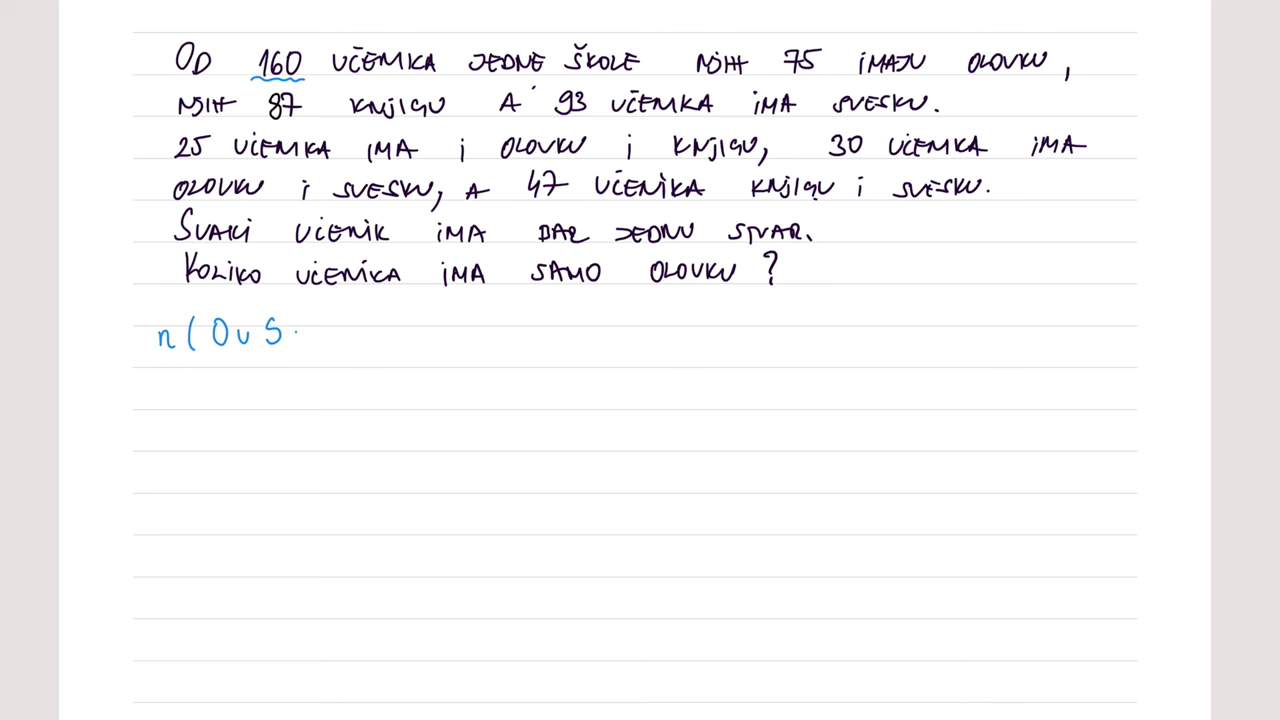 OD 160 UČENIKA JEDNE ŠKOLE NJIH 75 IMAJU OLOVKU,
NJIH 87 KNJIGU A 93 UČENIKA IMA SVESKU.
25 UČENIKA IMA I OLOVKU I KNJIGU, 30 UČENIKA IMA
OLOVKU I SVESKU, A 47 UČENIKA KNJIGU I SVESKU.
SVAKI UČENIK IMA BAR JEDNU STVAR.
KOLIKO UČENIKA IMA SAMO OLOVKU ?
n ( O ∪ S